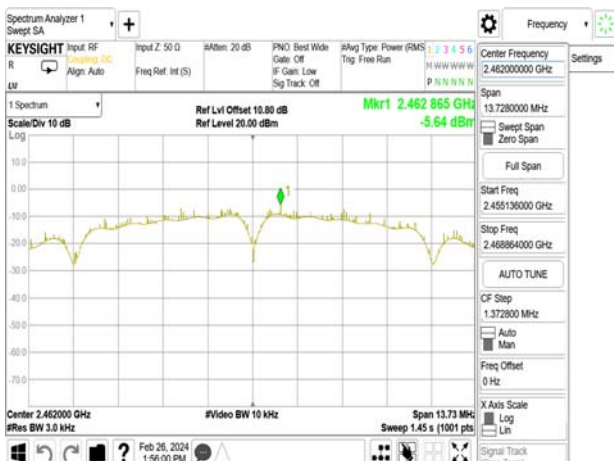 Spectrum Analyzer 1
Swept SA
+
Frequency
KEYSIGHT
Input: RF
Coupling: DC
Align: Auto
Input Z: 50 Ω
Freq Ref: Int (S)
#Atten: 20 dB
PNO: Best Wide
Gate: Off
IF Gain: Low
Sig Track: Off
#Avg Type: Power (RMS
Trig: Free Run
1 2 3 4 5 6
M W W W W W
P N N N N N
R
1 Spectrum
Scale/Div 10 dB
Ref Lvl Offset 10.80 dB
Ref Level 20.00 dBm
Mkr1 2.462 865 GHz
-5.64 dBm
Log
10.0
0.00
-10.0
-20.0
-30.0
-40.0
-50.0
-60.0
-70.0
1
Center 2.462000 GHz
#Res BW 3.0 kHz
#Video BW 10 kHz
Span 13.73 MHz
Sweep 1.45 s (1001 pts
Feb 26, 2024
1:56:00 PM
?
Center Frequency
2.462000000 GHz
Settings
Span
13.7280000 MHz
Swept Span
Zero Span
Full Span
Start Freq
2.455136000 GHz
Stop Freq
2.468864000 GHz
AUTO TUNE
CF Step
1.372800 MHz
Auto
Man
Freq Offset
0 Hz
X Axis Scale
Log
Lin
Signal Track